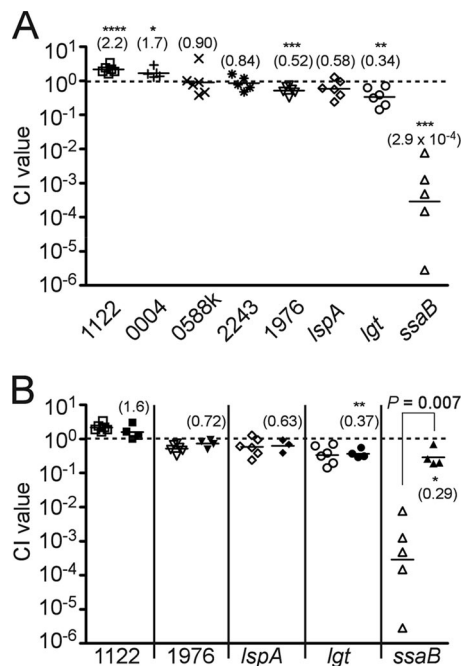 A
**** * (0.90) *** (0.58) **
(2.2) (1.7) (0.84) (0.52) (0.34)
***
(2.9 x 10-4)
CI value
10¹
10⁰
10⁻¹
10⁻²
10⁻³
10⁻⁴
10⁻⁵
10⁻⁶
1122 0004 0588k 2243 1976 lspA lgt ssaB
B
P = 0.007
(1.6) (0.72) (0.63) ** (0.37)
*
(0.29)
CI value
10¹
10⁰
10⁻¹
10⁻²
10⁻³
10⁻⁴
10⁻⁵
10⁻⁶
1122 1976 lspA lgt ssaB